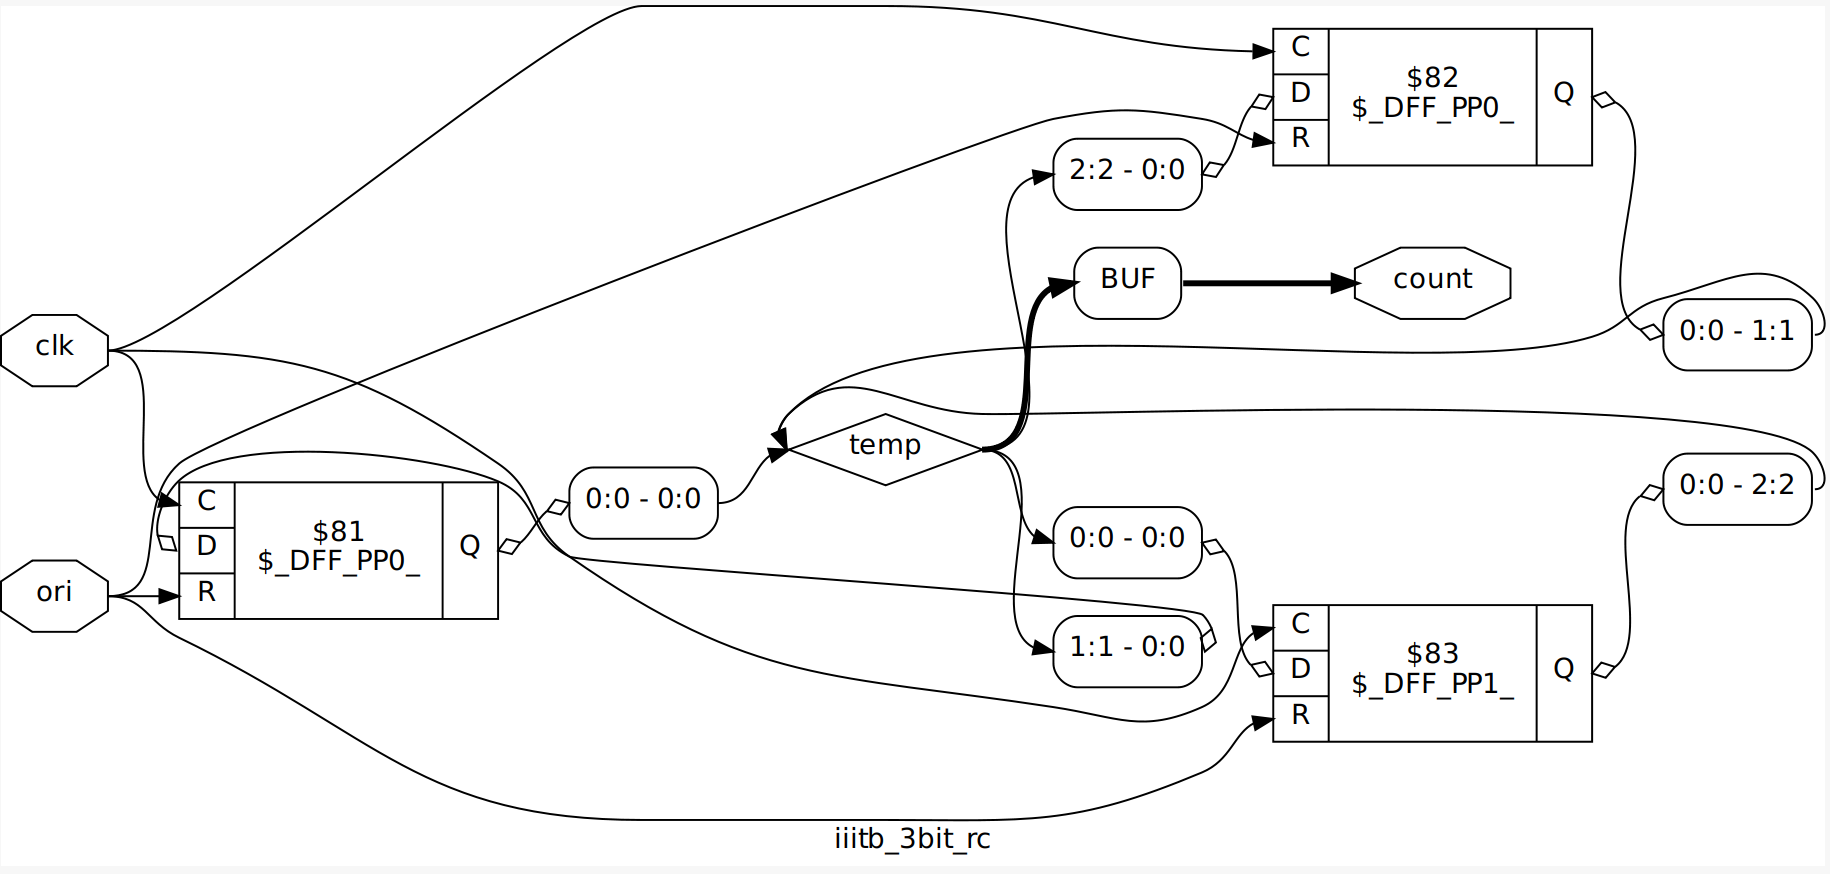 C
$82
$_DFF_PP0_
D
Q
R
2:2 - 0:0
BUF
count
0:0 - 1:1
clk
temp
0:0 - 2:2
C
$81
$_DFF_PP0_
D
Q
R
0:0 - 0:0
0:0 - 0:0
ori
1:1 - 0:0
C
$83
$_DFF_PP1_
D
Q
R
iiitb_3bit_rc